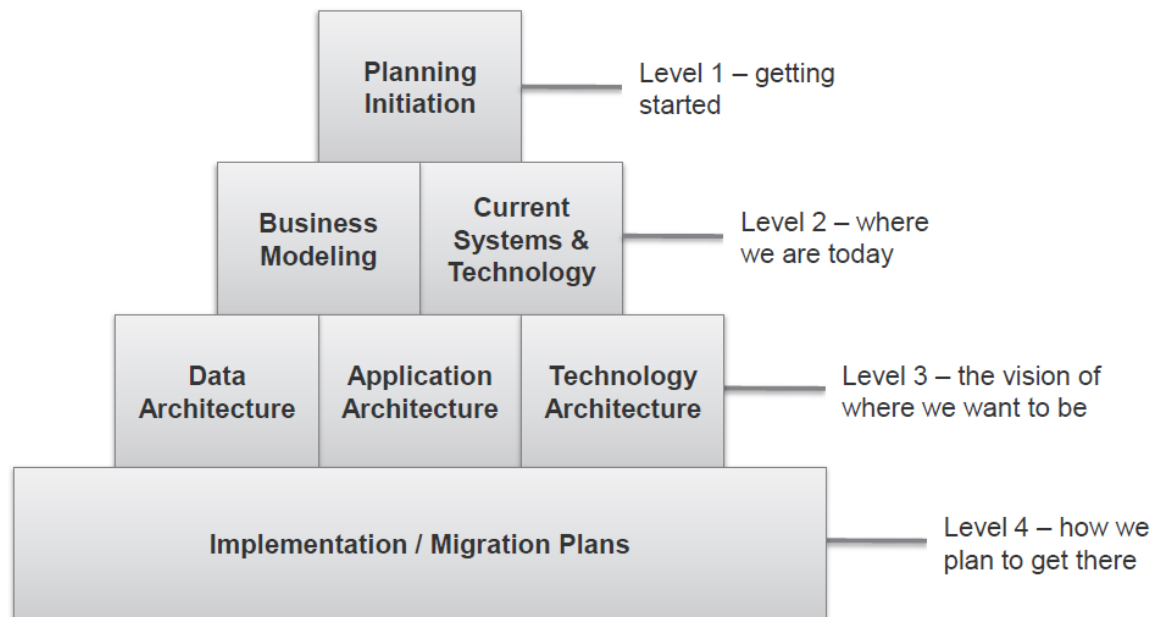 Planning
Initiation
Level 1 – getting
started
Business
Modeling
Current
Systems &
Technology
Level 2 – where
we are today
Data
Architecture
Application
Architecture
Technology
Architecture
Level 3 – the vision of
where we want to be
Implementation / Migration Plans
Level 4 – how we
plan to get there